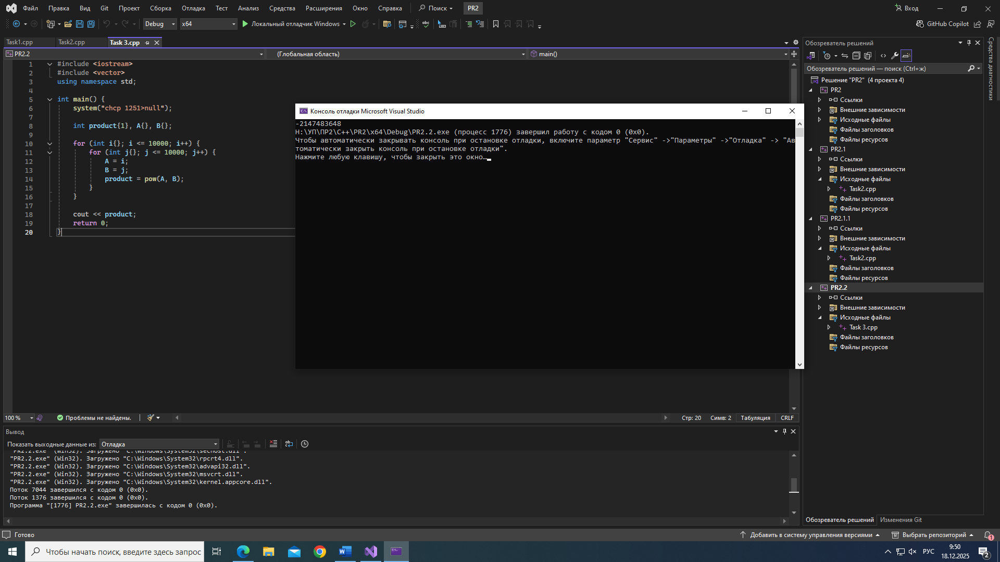 Файл Правка Вид Git Проект Сборка Отладка Тест Анализ Средства Расширения Окно Справка Поиск PR2 Вход
Debug x64 Локальный отладчик Windows GitHub Copilot
Task1.cpp Task2.cpp Task 3.cpp
PR2.2 (Глобальная область) main()
1 #include <iostream>
2 #include <vector>
3 using namespace std;
4
5 int main() {
6 system("chcp 1251>null");
7
8 int product{1}, A{}, B{};
9
10 for (int i{}; i <= 10000; i++) {
11 for (int j{}; j <= 10000; j++) {
12 A = i;
13 B = j;
14 product = pow(A, B);
15 }
16 }
17
18 cout << product;
19 return 0;
20 }
Консоль отладки Microsoft Visual Studio
-2147483648
H:\УП\ПР2\C++\PR2\x64\Debug\PR2.2.exe (процесс 1776) завершил работу с кодом 0 (0x0).
Чтобы автоматически закрывать консоль при остановке отладки, включите параметр "Сервис" ->"Параметры" ->"Отладка" -> "Ав
томатически закрыть консоль при остановке отладки".
Нажмите любую клавишу, чтобы закрыть это окно…
100 % Проблемы не найдены. Стр: 20 Симв: 2 Табуляция CRLF
Вывод
Показать выходные данные из: Отладка
"PR2.2.exe" (Win32). Загружено "C:\Windows\System32\sechost.dll".
"PR2.2.exe" (Win32). Загружено "C:\Windows\System32\rpcrt4.dll".
"PR2.2.exe" (Win32). Загружено "C:\Windows\System32\advapi32.dll".
"PR2.2.exe" (Win32). Загружено "C:\Windows\System32\msvcrt.dll".
"PR2.2.exe" (Win32). Загружено "C:\Windows\System32\kernel.appcore.dll".
Поток 7044 завершился с кодом 0 (0x0).
Поток 1376 завершился с кодом 0 (0x0).
Программа "[1776] PR2.2.exe" завершилась с кодом 0 (0x0).
Обозреватель решений
Обозреватель решений — поиск (Ctrl+ж)
Решение "PR2" (4 проекта 4)
PR2
Ссылки
Внешние зависимости
Исходные файлы
Файлы заголовков
Файлы ресурсов
PR2.1
Ссылки
Внешние зависимости
Исходные файлы
Task2.cpp
Файлы заголовков
Файлы ресурсов
PR2.1.1
Ссылки
Внешние зависимости
Исходные файлы
Task2.cpp
Файлы заголовков
Файлы ресурсов
PR2.2
Ссылки
Внешние зависимости
Исходные файлы
Task 3.cpp
Файлы заголовков
Файлы ресурсов
Обозреватель решений Изменения Git
Средства диагностики
Готово Добавить в систему управления версиями Выбрать репозиторий 1
Чтобы начать поиск, введите здесь запрос РУС 9:50
18.12.2025 2